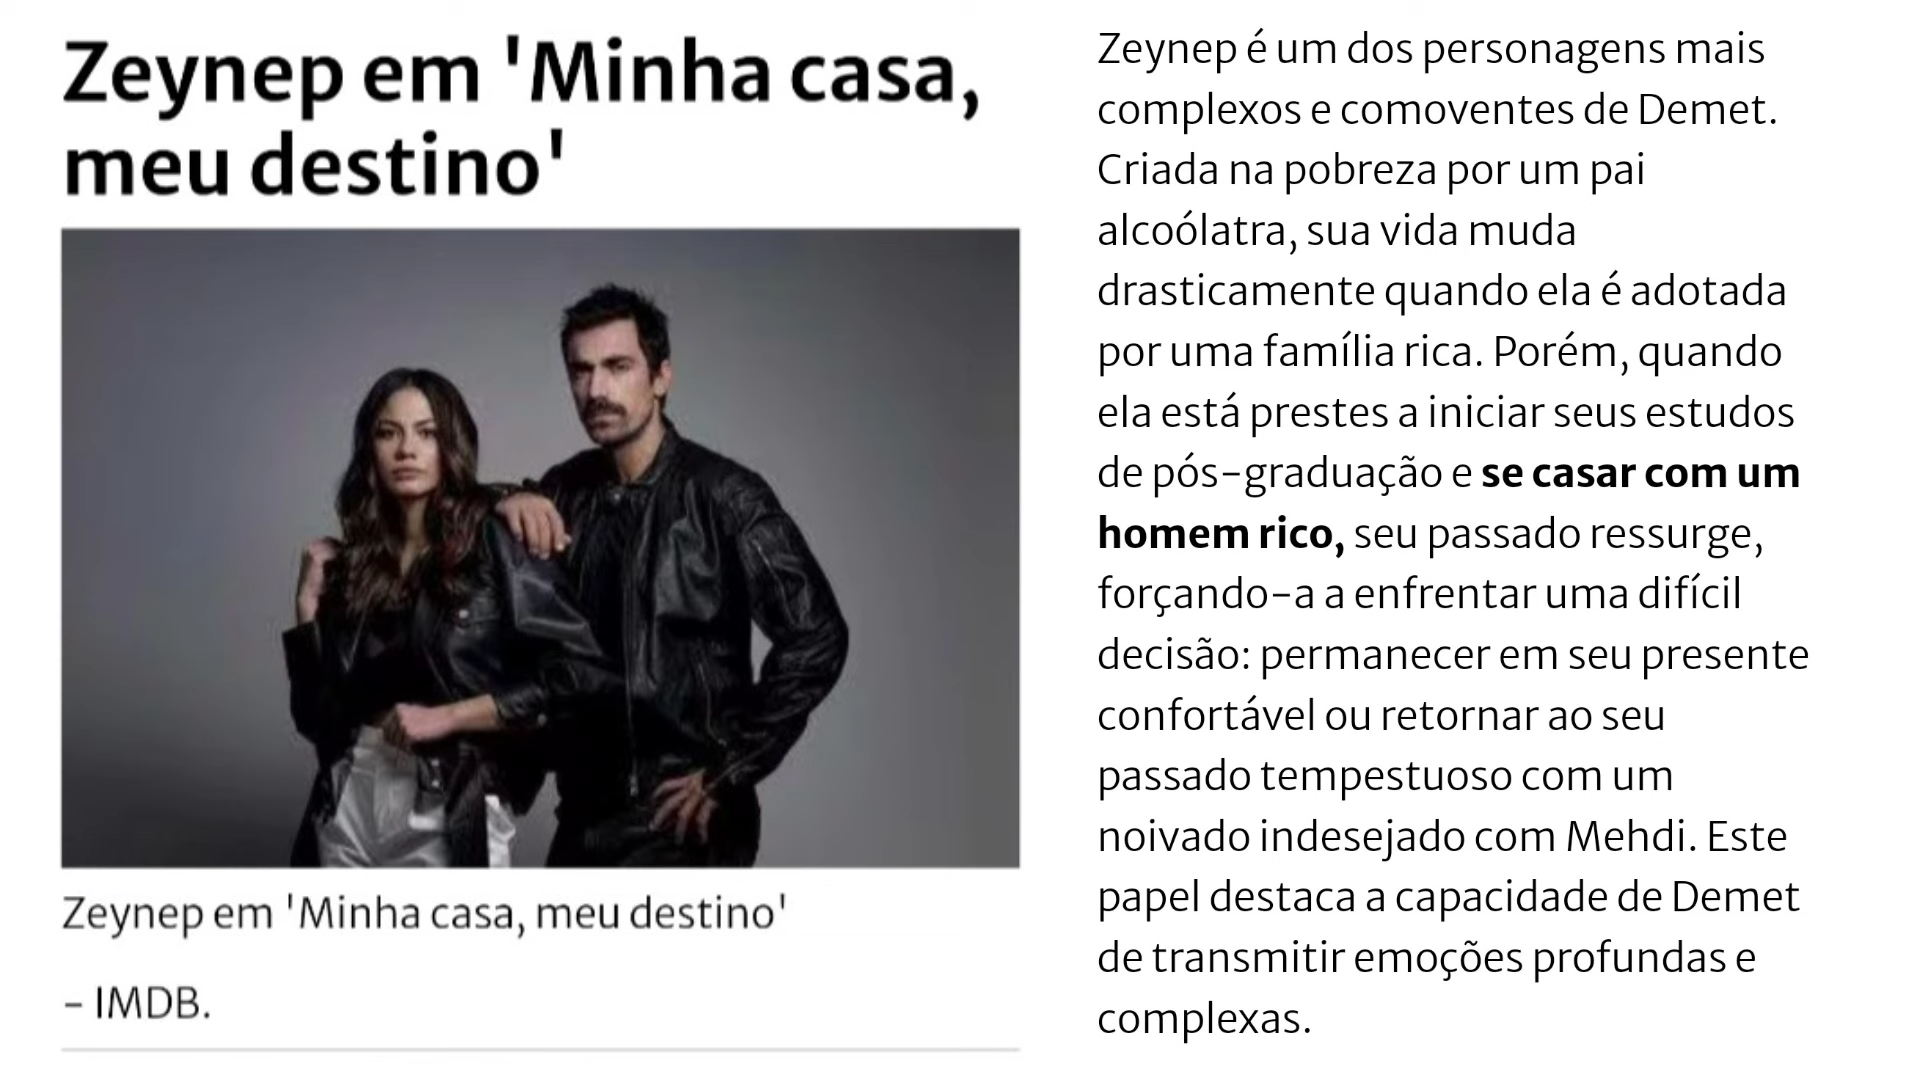 Zeynep em 'Minha casa,
meu destino'
Zeynep em 'Minha casa, meu destino'
– IMDB.
Zeynep é um dos personagens mais
complexos e comoventes de Demet.
Criada na pobreza por um pai
alcoólatra, sua vida muda
drasticamente quando ela é adotada
por uma família rica. Porém, quando
ela está prestes a iniciar seus estudos
de pós–graduação e se casar com um
homem rico, seu passado ressurge,
forçando–a a enfrentar uma difícil
decisão: permanecer em seu presente
confortável ou retornar ao seu
passado tempestuoso com um
noivado indesejado com Mehdi. Este
papel destaca a capacidade de Demet
de transmitir emoções profundas e
complexas.